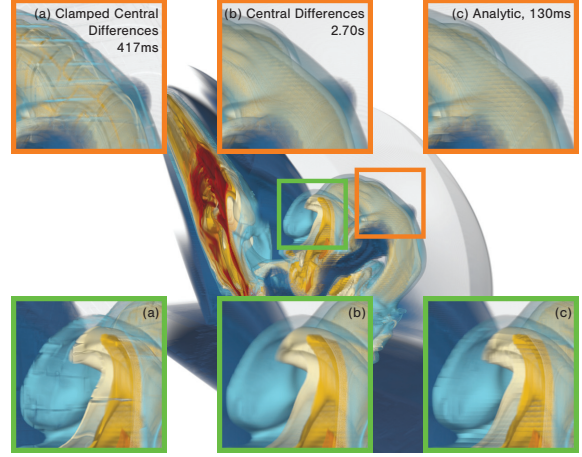 (a) Clamped Central
Differences
417ms
(b) Central Differences
2.70s
(c) Analytic, 130ms
(a)
(b)
(c)